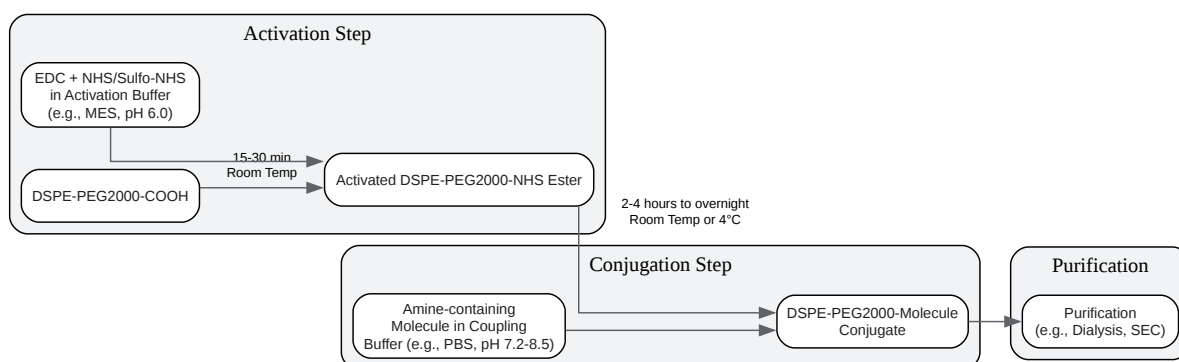 Activation Step
EDC + NHS/Sulfo-NHS
in Activation Buffer
(e.g., MES, pH 6.0)
15-30 min
Room Temp
DSPE-PEG2000-COOH
Activated DSPE-PEG2000-NHS Ester
2-4 hours to overnight
Room Temp or 4°C
Conjugation Step
Amine-containing
Molecule in Coupling
Buffer (e.g., PBS, pH 7.2-8.5)
DSPE-PEG2000-Molecule
Conjugate
Purification
Purification
(e.g., Dialysis, SEC)